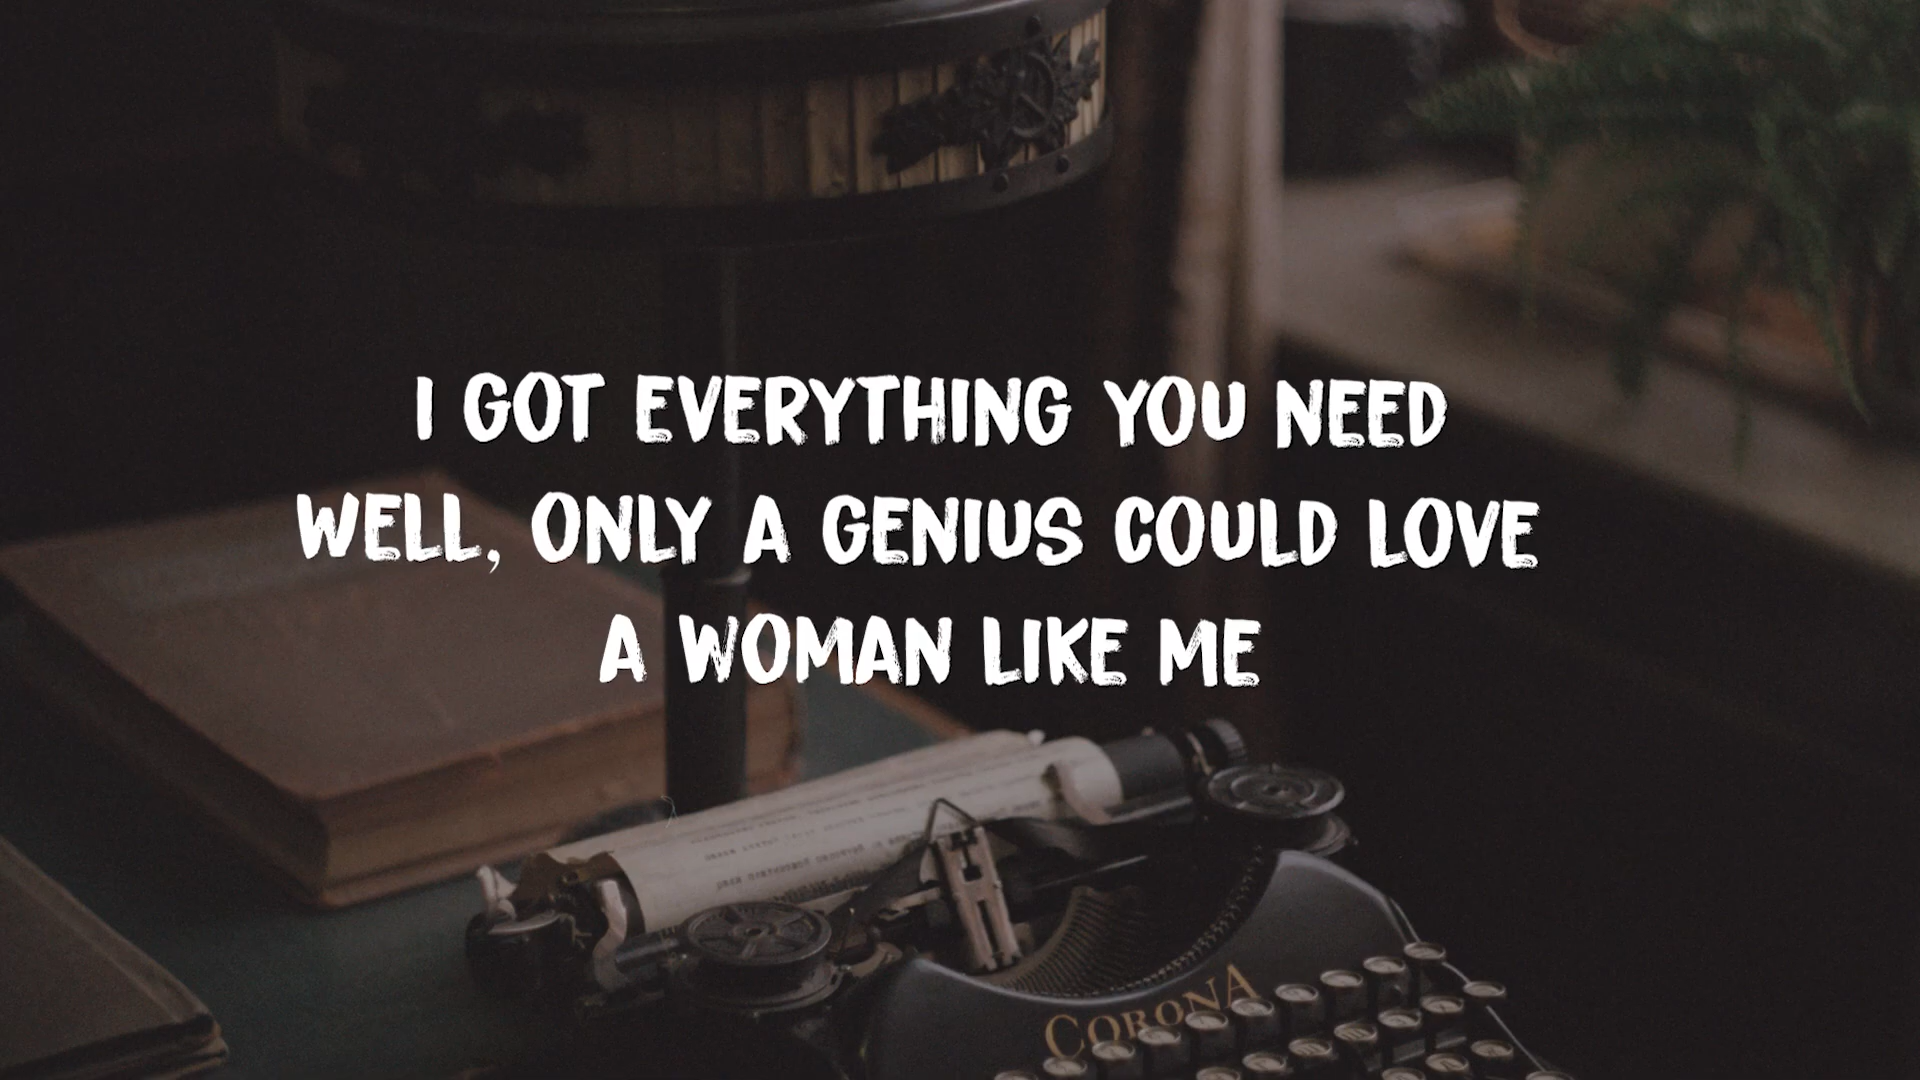 I GOT EVERYTHING YOU NEED
WELL, ONLY A GENIUS COULD LOVE
A WOMAN LIKE ME
CORONA